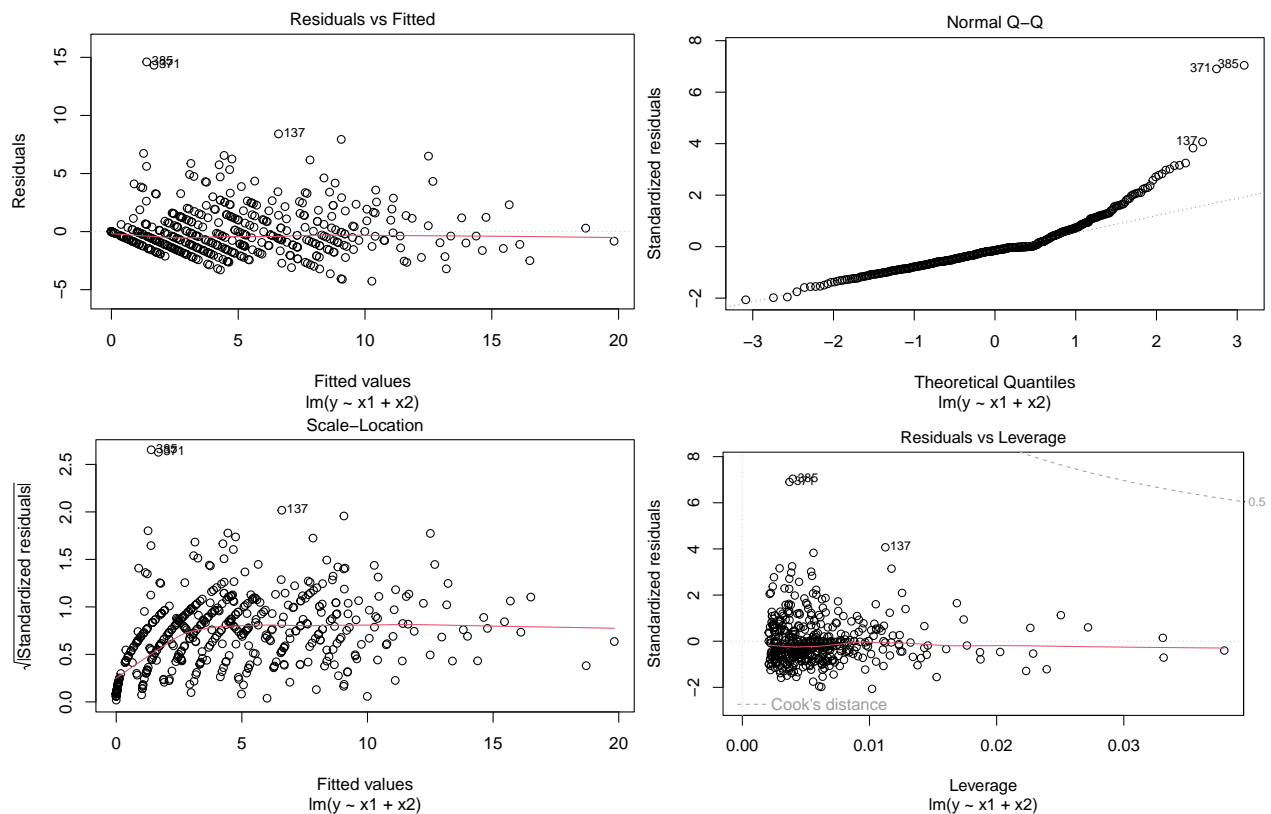 Residuals vs Fitted
Residuals
15
10
5
0
−5
385
371
137
0 5 10 15 20
Fitted values
lm(y ~ x1 + x2)
Normal Q−Q
Standardized residuals
8
6
4
2
0
−2
371 385
137
−3 −2 −1 0 1 2 3
Theoretical Quantiles
lm(y ~ x1 + x2)
Scale−Location
√|Standardized residuals|
2.5
2.0
1.5
1.0
0.5
0.0
385
371
137
0 5 10 15 20
Fitted values
lm(y ~ x1 + x2)
Residuals vs Leverage
Standardized residuals
8
6
4
2
0
−2
385
371
137
0.5
Cook's distance
0.00 0.01 0.02 0.03
Leverage
lm(y ~ x1 + x2)